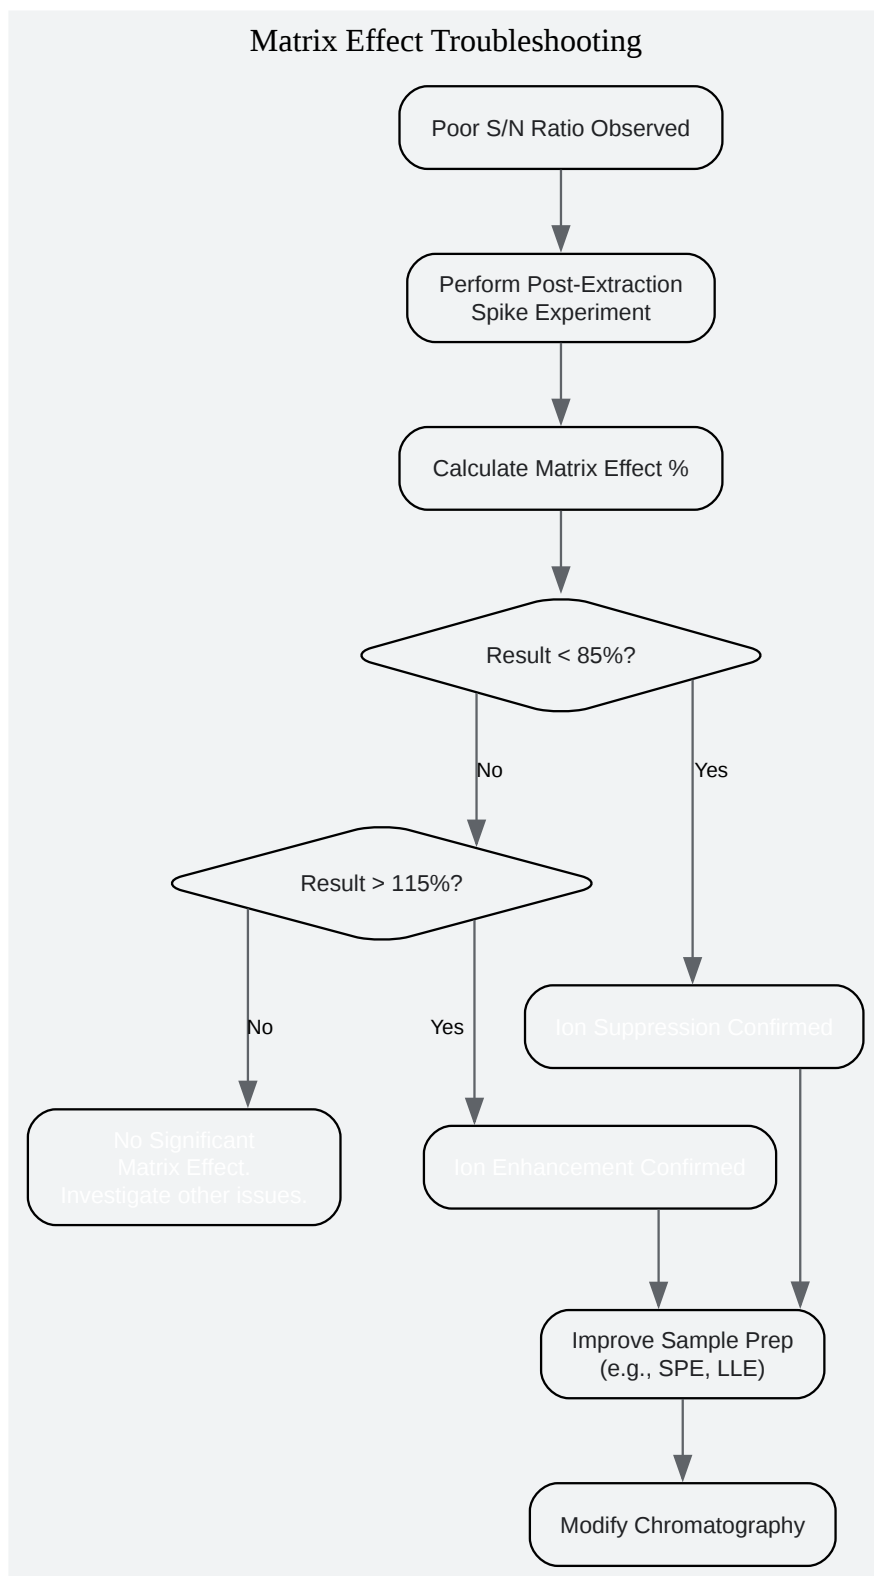 Matrix Effect Troubleshooting
Poor S/N Ratio Observed
Perform Post-Extraction
Spike Experiment
Calculate Matrix Effect %
Result < 85%?
No
Yes
Result > 115%?
No
Yes
Ion Suppression Confirmed
No Significant
Matrix Effect.
Investigate other issues.
Ion Enhancement Confirmed
Improve Sample Prep
(e.g., SPE, LLE)
Modify Chromatography